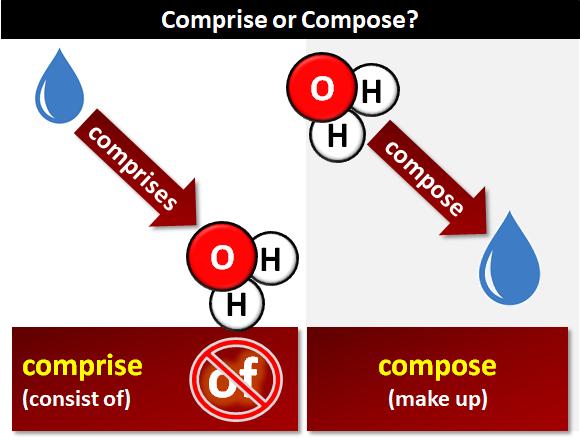 Comprise or Compose?
comprises
O H
H
comprise
(consist of)
of
O H
H
compose
compose
(make up)